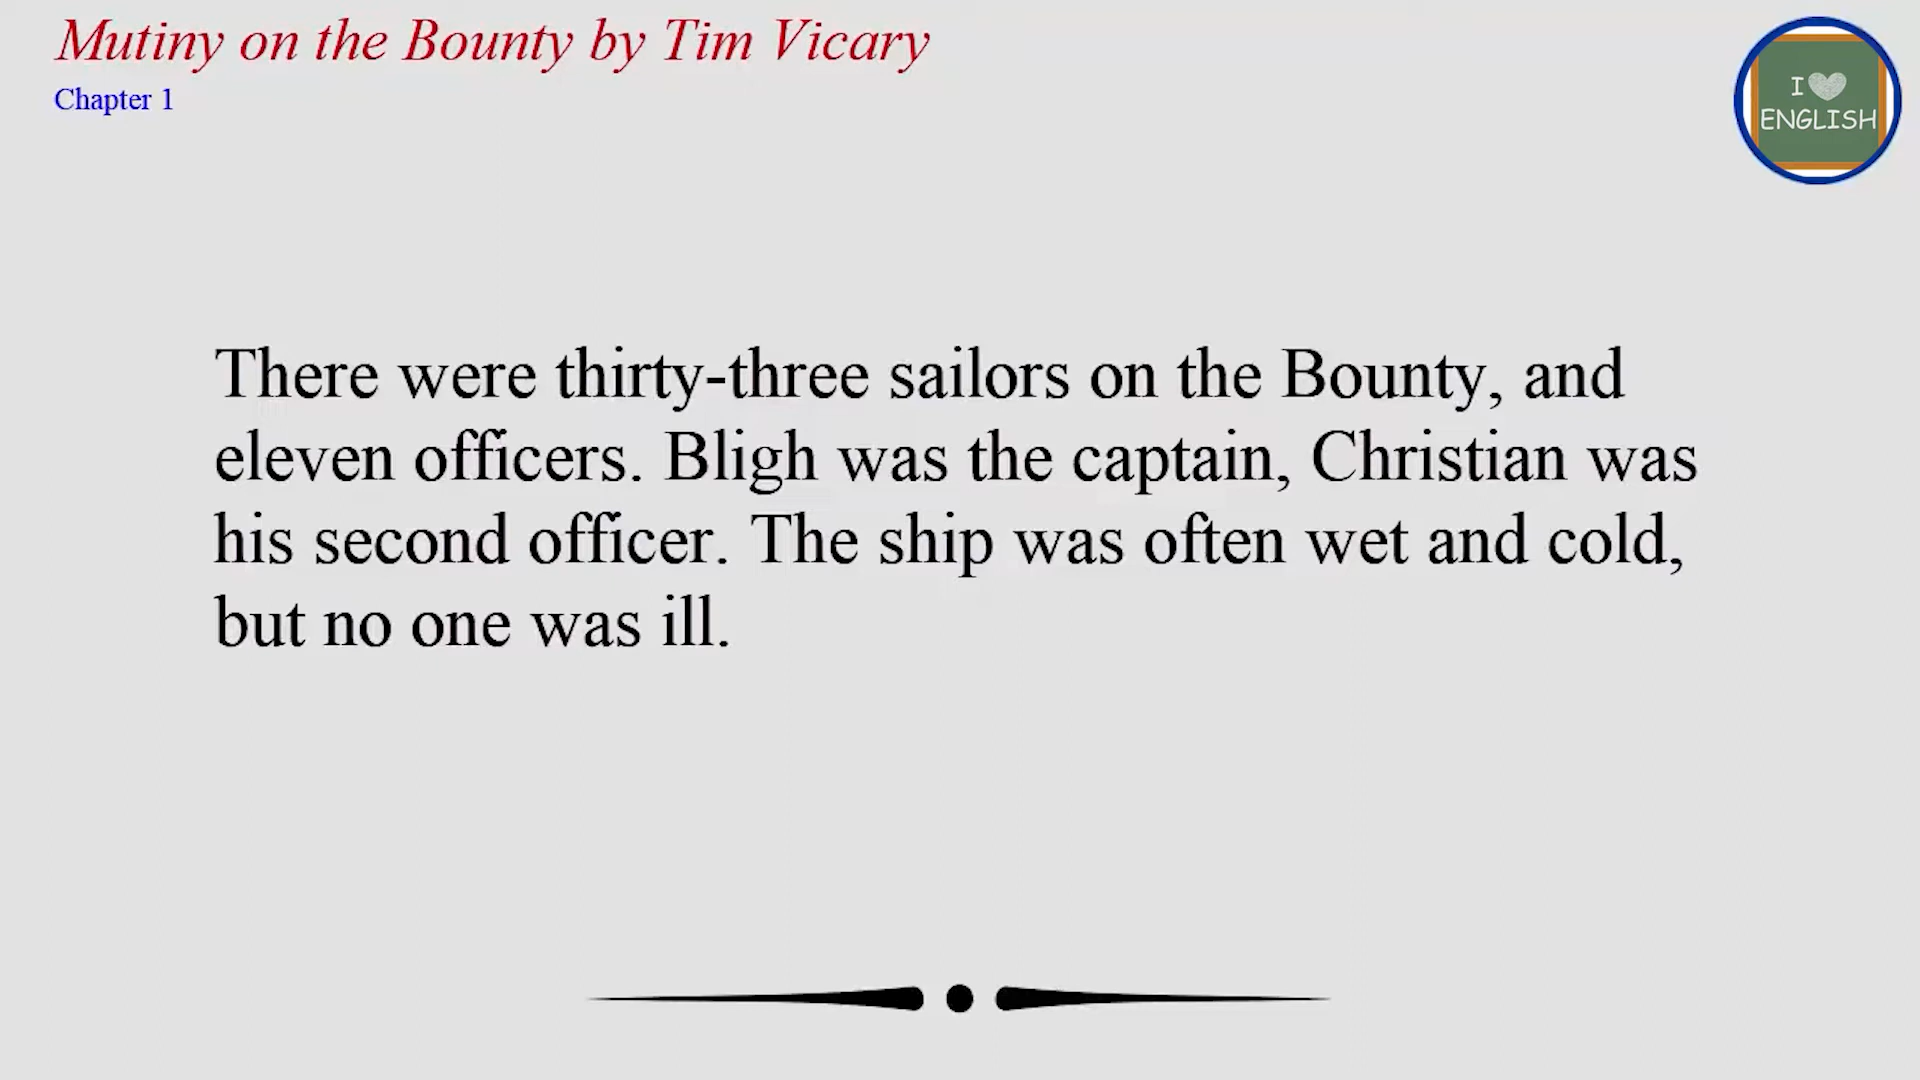 Mutiny on the Bounty by Tim Vicary
Chapter 1
I
ENGLISH
There were thirty-three sailors on the Bounty, and
eleven officers. Bligh was the captain, Christian was
his second officer. The ship was often wet and cold,
but no one was ill.